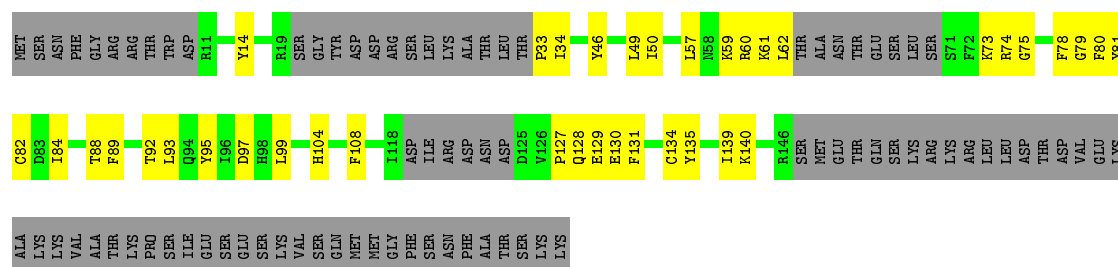 MET SER ASN PHE GLY ARG ARG THR TRP ASP R11 Y14 R19 SER GLY TYR ASP ASP ARG SER LEU LYS ALA THR LEU THR P33 I34 Y46 L49 I50 L57 N58 K59 R60 K61 L62 THR ALA ASN THR GLU SER LEU SER S71 F72 K73 R74 G75 F78 G79 F80 Y81
C82 D83 I84 T88 F89 T92 L93 Q94 Y95 I96 D97 H98 L99 H104 F108 I118 ASP ILE ARG ASP ASN ASP D125 V126 P127 Q128 E129 E130 F131 C134 Y135 I139 K140 R146 SER MET GLU THR GLN SER LYS ARG LYS ARG LEU LEU ASP THR ASP VAL GLU LYS
ALA LYS LYS VAL ALA THR LYS PRO SER ILE GLU SER GLU SER LYS VAL SER GLN MET MET GLY PHE SER ASN PHE ALA THR SER LYS LYS